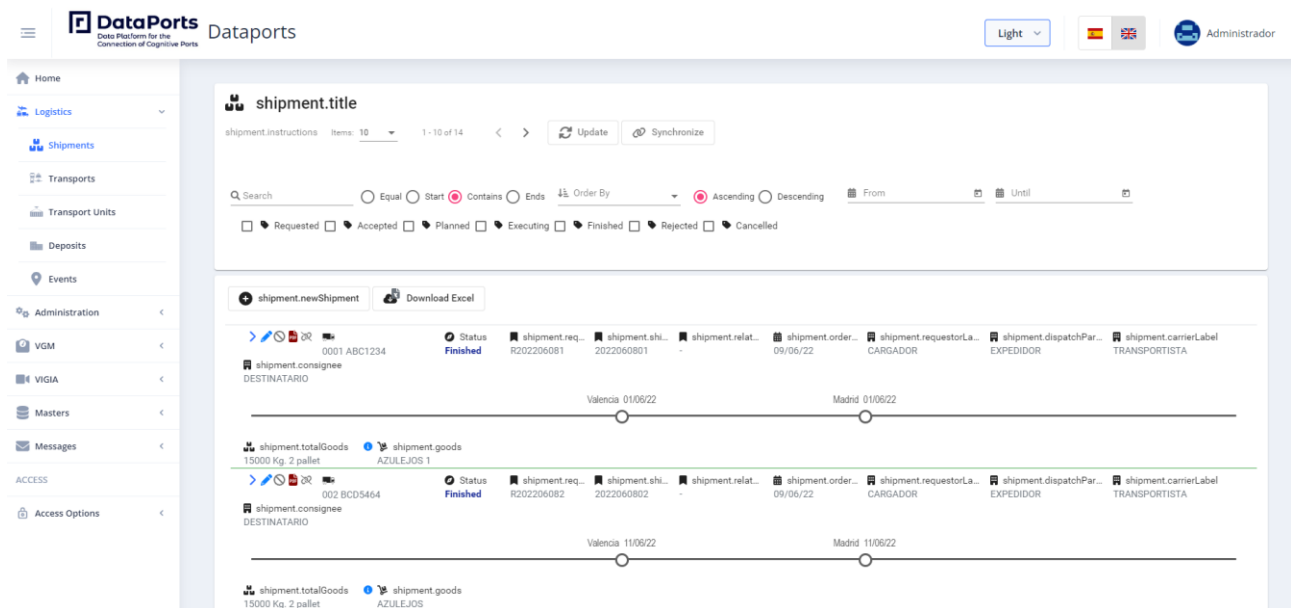 DataPorts
Data Platform for the
Connection of Cognitive Ports
Dataports
Light
Administrador
Home
Logistics
Shipments
Transports
Transport Units
Deposits
Events
Administration
VGM
VIGIA
Masters
Messages
ACCESS
Access Options
shipment.title
shipment.instructions Items: 10 1 - 10 of 14 Update Synchronize
Search Equal Start Contains Ends Order By Ascending Descending From Until
Requested Accepted Planned Executing Finished Rejected Cancelled
shipment.newShipment Download Excel
Status shipment.req... shipment.shi... shipment.relat... shipment.order... shipment.requestorLa... shipment.dispatchPar... shipment.carrierLabel
0001 ABC1234 Finished R202206081 2022060801 - 09/06/22 CARGADOR EXPEDIDOR TRANSPORTISTA
shipment.consignee
DESTINATARIO
Valencia 01/06/22 Madrid 01/06/22
shipment.totalGoods shipment.goods
15000 Kg. 2 pallet AZULEJOS 1
Status shipment.req... shipment.shi... shipment.relat... shipment.order... shipment.requestorLa... shipment.dispatchPar... shipment.carrierLabel
002 BCD5464 Finished R202206082 2022060802 - 09/06/22 CARGADOR EXPEDIDOR TRANSPORTISTA
shipment.consignee
DESTINATARIO
Valencia 11/06/22 Madrid 11/06/22
shipment.totalGoods shipment.goods
15000 Kg. 2 pallet AZULEJOS